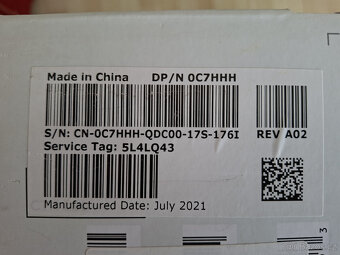 Made in China DP/N 0C7HHH
S/N: CN-0C7HHH-QDC00-17S-176I REV A02
Service Tag: 5L4LQ43
Manufactured Date: July 2021
3